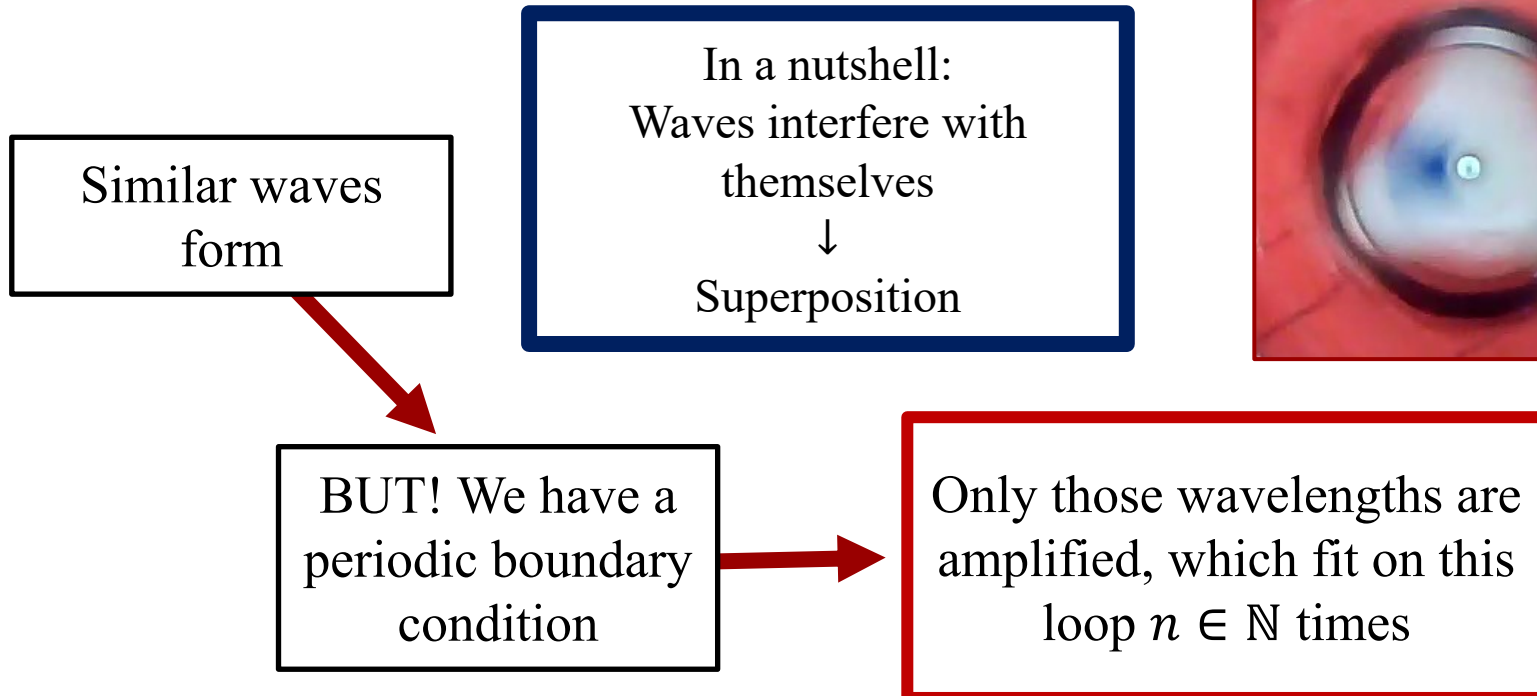 In a nutshell:
Waves interfere with
themselves
↓
Superposition
Similar waves
form
BUT! We have a
periodic boundary
condition
Only those wavelengths are
amplified, which fit on this
loop 𝑛 ∈ ℕ times